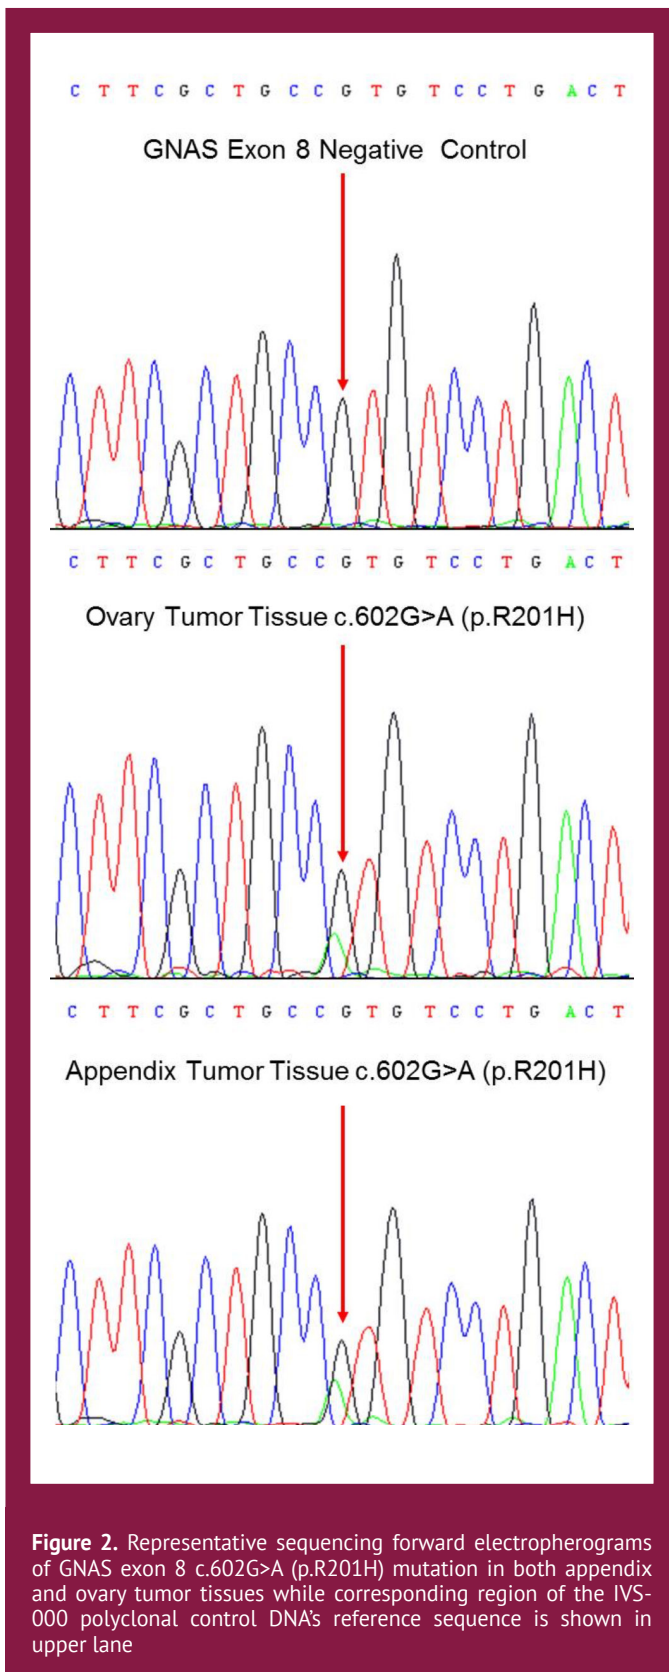 C T T C G C T G C C G T G T C C T G A C T
GNAS Exon 8 Negative Control
C T T C G C T G C C G T G T C C T G A C T
Ovary Tumor Tissue c.602G>A (p.R201H)
C T T C G C T G C C G T G T C C T G A C T
Appendix Tumor Tissue c.602G>A (p.R201H)
Figure 2. Representative sequencing forward electropherograms
of GNAS exon 8 c.602G>A (p.R201H) mutation in both appendix
and ovary tumor tissues while corresponding region of the IVS-
000 polyclonal control DNA's reference sequence is shown in
upper lane